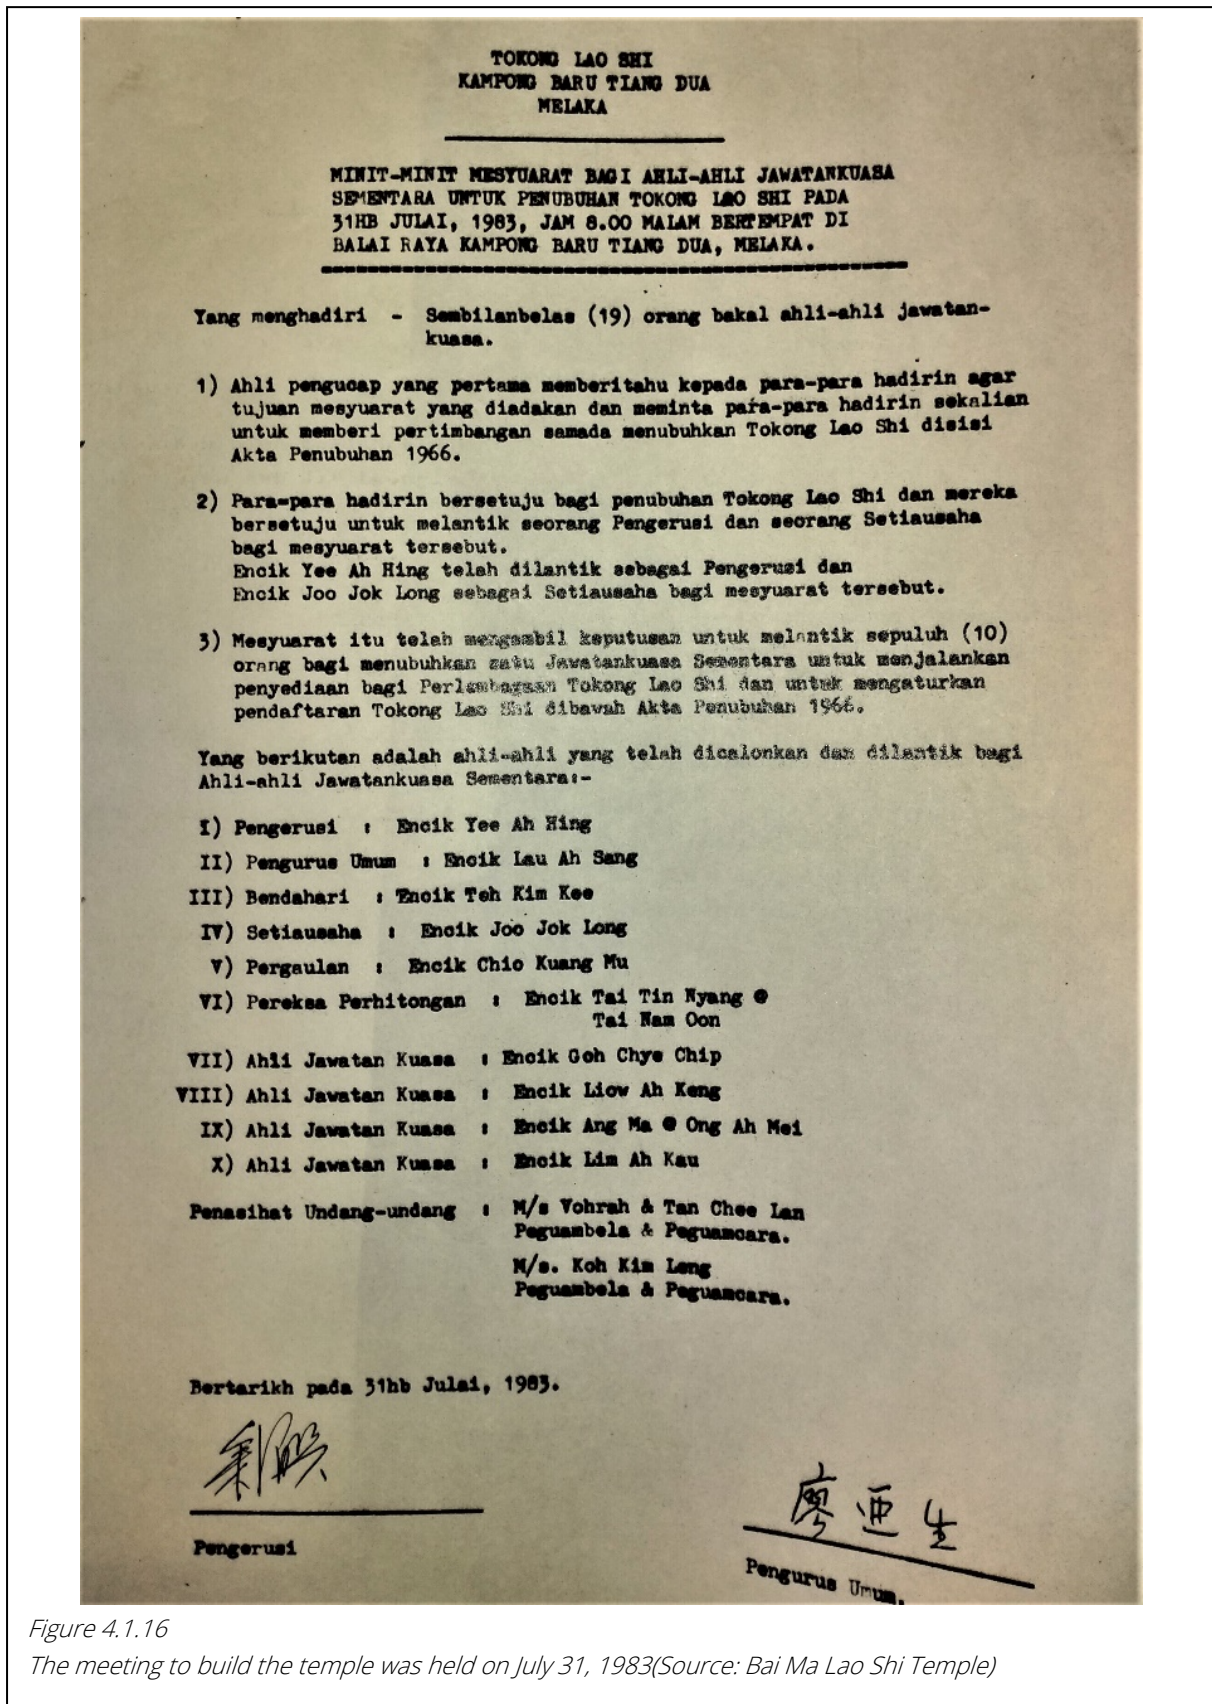 TOKONG LAO SHI
KAMPONG BARU TIANG DUA
MELAKA
MINIT-MINIT MESYUARAT BAGI AHLI-AHLI JAWATANKUASA
SEMENTARA UNTUK PENUBUHAN TOKONG LAO SHI PADA
31HB JULAI, 1983, JAM 8.00 MALAM BERTEMPAT DI
BALAI RAYA KAMPONG BARU TIANG DUA, MELAKA.
Yang menghadiri - Sembilanbelas (19) orang bakal ahli-ahli jawatan-
kuasa.
1) Ahli pengucap yang pertama memberitahu kepada para-para hadirin agar
tujuan mesyuarat yang diadakan dan meminta para-para hadirin sekalian
untuk memberi pertimbangan samada menubuhkan Tokong Lao Shi disisi
Akta Penubuhan 1966.
2) Para-para hadirin bersetuju bagi penubuhan Tokong Lao Shi dan mereka
bersetuju untuk melantik seorang Pengerusi dan seorang Setiausaha
bagi mesyuarat tersebut.
Encik Yee Ah Hing telah dilantik sebagai Pengerusi dan
Encik Joo Jok Long sebagai Setiausaha bagi mesyuarat tersebut.
3) Mesyuarat itu telah mengambil keputusan untuk melantik sepuluh (10)
orang bagi menubuhkan satu Jawatankuasa Sementara untuk menjalankan
penyediaan bagi Perlembagaan Tokong Lao Shi dan untuk mengaturkan
pendaftaran Tokong Lao Shi dibawah Akta Penubuhan 1966.
Yang berikutan adalah ahli-ahli yang telah dicalonkan dan dilantik bagi
Ahli-ahli Jawatankuasa Sementara:-
I) Pengerusi : Encik Yee Ah Hing
II) Pengurus Umum : Encik Lau Ah Sang
III) Bendahari : Encik Teh Kim Kee
IV) Setiausaha : Encik Joo Jok Long
V) Pergaulan : Encik Chio Kuang Mu
VI) Pereksa Perhitongan : Encik Tai Tin Nyang @
Tai Nam Oon
VII) Ahli Jawatan Kuasa : Encik Goh Chye Chip
VIII) Ahli Jawatan Kuasa : Encik Liow Ah Keng
IX) Ahli Jawatan Kuasa : Encik Ang Ma @ Ong Ah Mei
X) Ahli Jawatan Kuasa : Encik Lim Ah Kau
Penasihat Undang-undang : M/s Vohrah & Tan Chee Lan
Peguambela & Peguamcara.
M/s. Koh Kim Leng
Peguambela & Peguamcara.
Bertarikh pada 31hb Julai, 1983.
廖亜生
Pengerusi
Pengurus Umum.
Figure 4.1.16
The meeting to build the temple was held on July 31, 1983(Source: Bai Ma Lao Shi Temple)